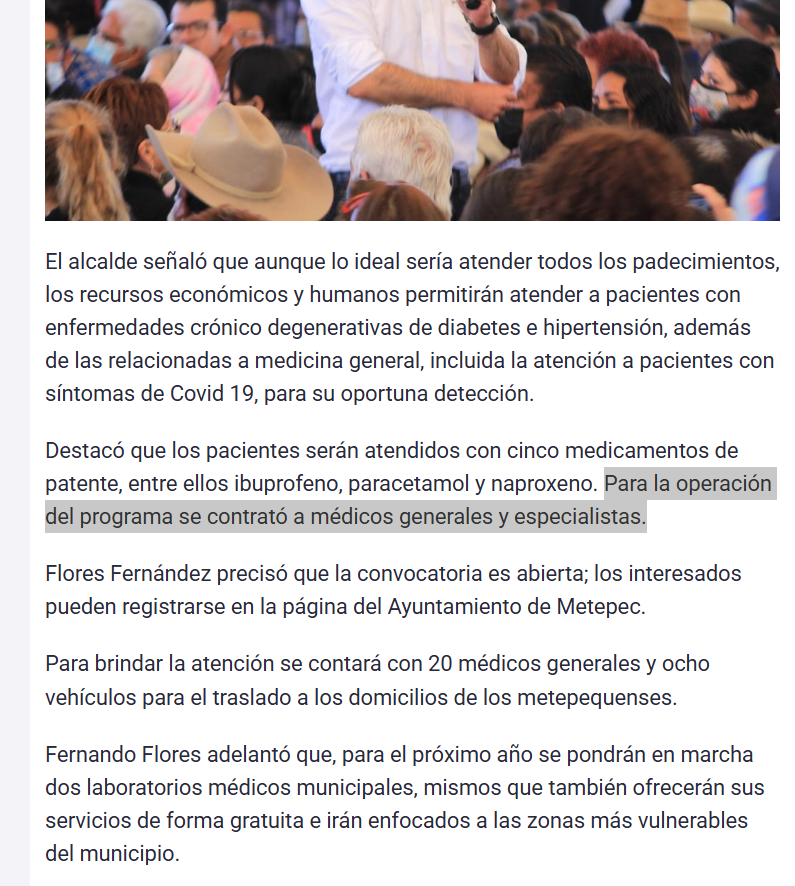 El alcalde señaló que aunque lo ideal sería atender todos los padecimientos,
los recursos económicos y humanos permitirán atender a pacientes con
enfermedades crónico degenerativas de diabetes e hipertensión, además
de las relacionadas a medicina general, incluida la atención a pacientes con
síntomas de Covid 19, para su oportuna detección.
Destacó que los pacientes serán atendidos con cinco medicamentos de
patente, entre ellos ibuprofeno, paracetamol y naproxeno. Para la operación
del programa se contrató a médicos generales y especialistas.
Flores Fernández precisó que la convocatoria es abierta; los interesados
pueden registrarse en la página del Ayuntamiento de Metepec.
Para brindar la atención se contará con 20 médicos generales y ocho
vehículos para el traslado a los domicilios de los metepequenses.
Fernando Flores adelantó que, para el próximo año se pondrán en marcha
dos laboratorios médicos municipales, mismos que también ofrecerán sus
servicios de forma gratuita e irán enfocados a las zonas más vulnerables
del municipio.